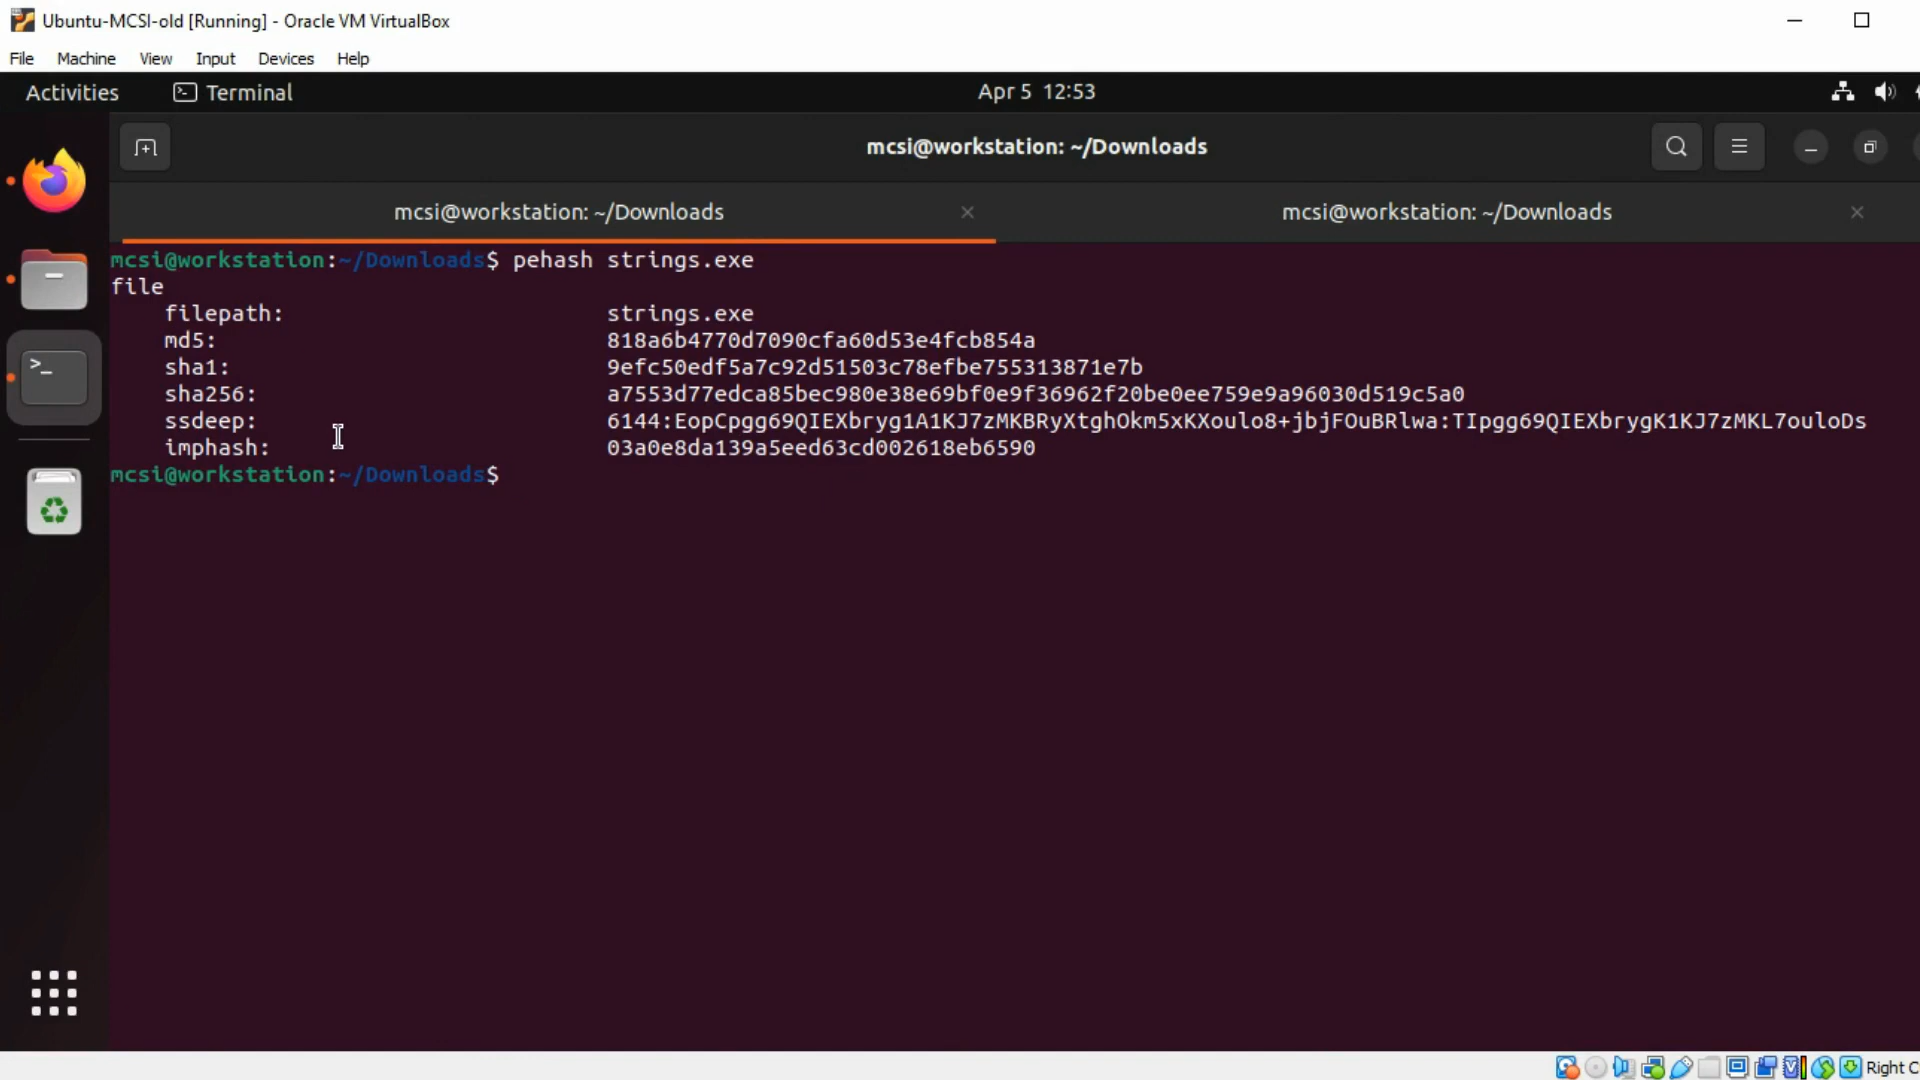 Ubuntu-MCSI-old [Running] - Oracle VM VirtualBox
File Machine View Input Devices Help
Activities Terminal Apr 5 12:53
mcsi@workstation: ~/Downloads
mcsi@workstation: ~/Downloads × mcsi@workstation: ~/Downloads ×
mcsi@workstation:~/Downloads$ pehash strings.exe
file
filepath: strings.exe
md5: 818a6b4770d7090cfa60d53e4fcb854a
sha1: 9efc50edf5a7c92d51503c78efbe755313871e7b
sha256: a7553d77edca85bec980e38e69bf0e9f36962f20be0ee759e9a96030d519c5a0
ssdeep: 6144:EopCpgg69QIEXbryg1A1KJ7zMKBRyXtghOkm5xKXoulo8+jbjFOuBRlwa:TIpgg69QIEXbrygK1KJ7zMKL7ouloDs
imphash: 03a0e8da139a5eed63cd002618eb6590
mcsi@workstation:~/Downloads$
Right C